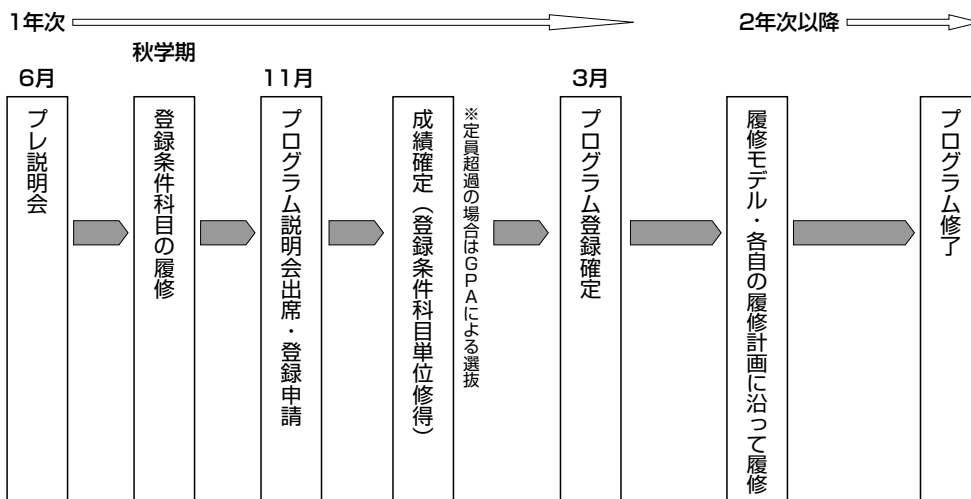 1年次
2年次以降
秋学期
6月
11月
3月
プレ説明会
登録条件科目の履修
プログラム説明会出席・登録申請
成績確定（登録条件科目単位修得）
※定員超過の場合はGPAによる選抜
プログラム登録確定
履修モデル・各自の履修計画に沿って履修
プログラム修了